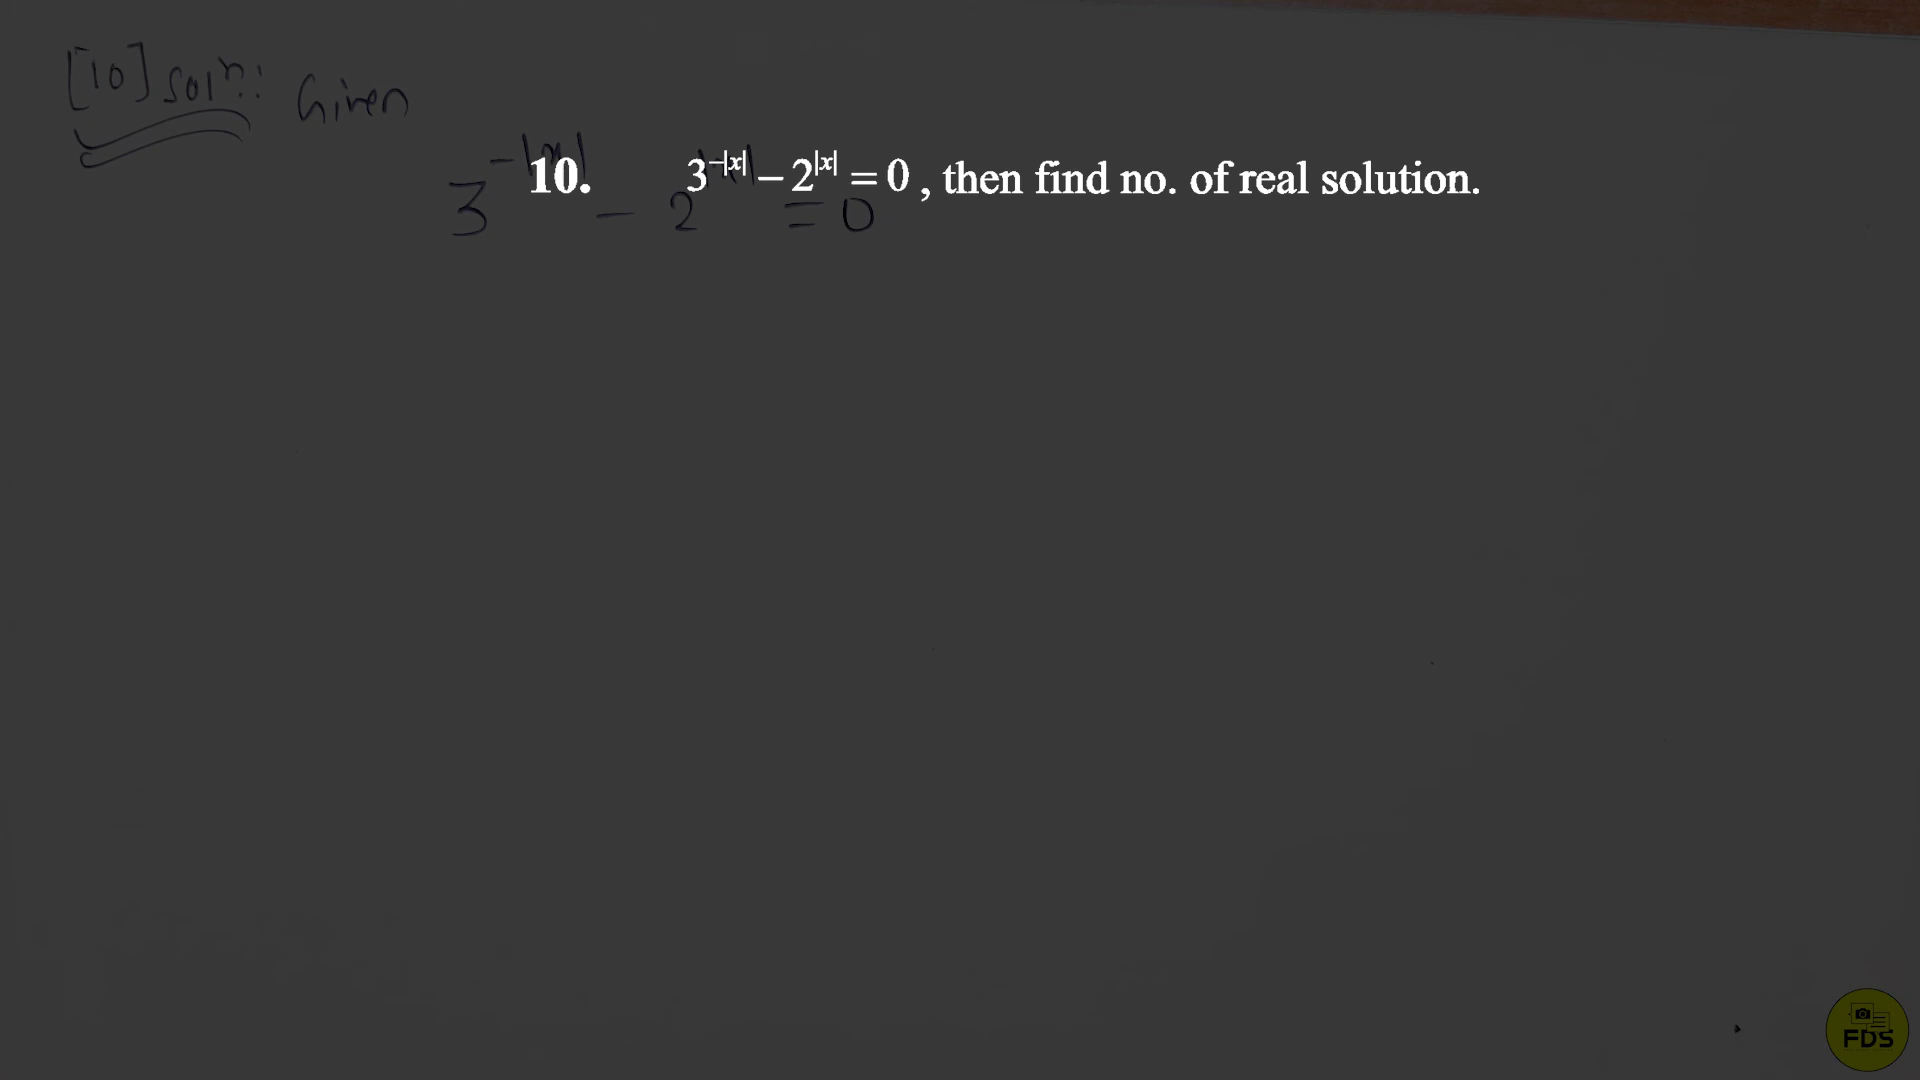 [10] Solⁿ: Given
10. 3^{-|x|} – 2^{|x|} = 0 , then find no. of real solution.
3^{-|x|} - 2^{|x|} = 0
FDS